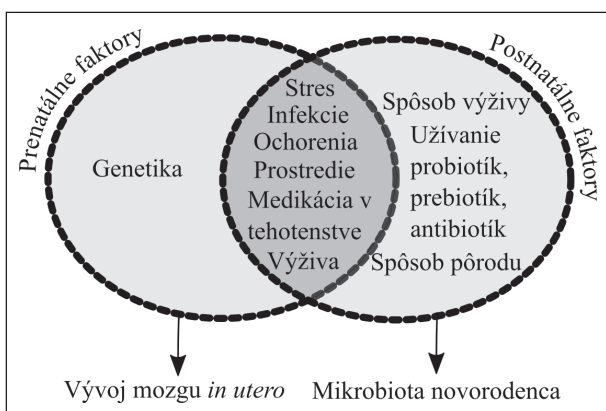 Prenatálne faktory
Postnatálne faktory
Genetika
Stres
Infekcie
Ochorenia
Prostredie
Medikácia v
tehotenstve
Výživa
Spôsob výživy
Užívanie
probiotík,
prebiotík,
antibiotík
Spôsob pôrodu
Vývoj mozgu in utero
Mikrobiota novorodenca